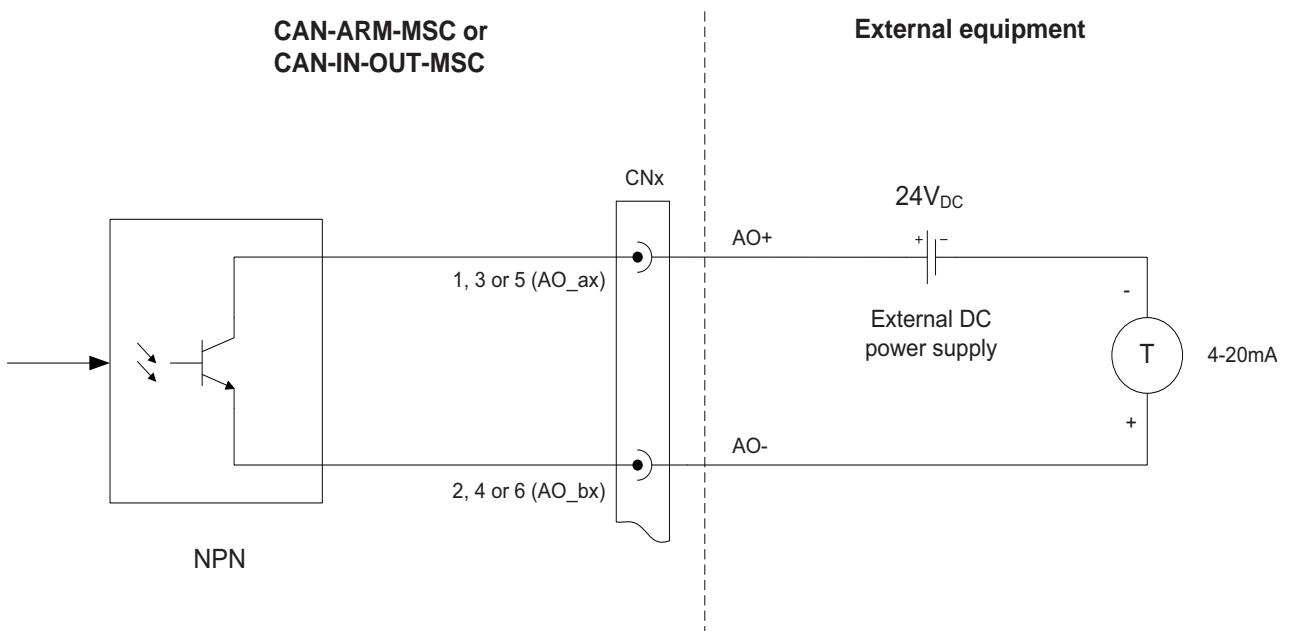 CAN-ARM-MSC or
CAN-IN-OUT-MSC
External equipment
CNx
24VDC
AO+
+ –
1, 3 or 5 (AO_ax)
External DC
power supply
-
T
4-20mA
+
AO-
2, 4 or 6 (AO_bx)
NPN